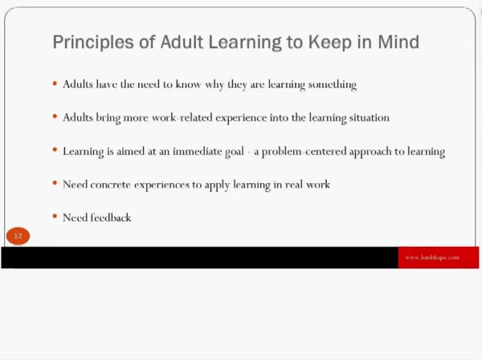 Principles of Adult Learning to Keep in Mind
• Adults have the need to know why they are learning something
• Adults bring more work-related experience into the learning situation
• Learning is aimed at an immediate goal - a problem-centered approach to learning
• Need concrete experiences to apply learning in real work
• Need feedback
12